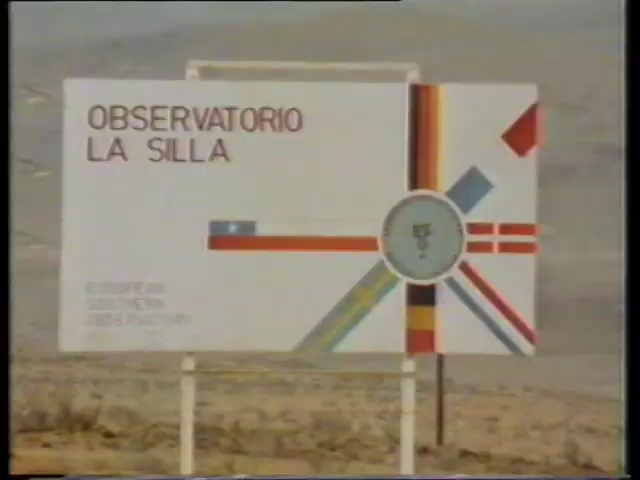 OBSERVATORIO
LA SILLA
EUROPEAN
SOUTHERN
OBSERVATORY